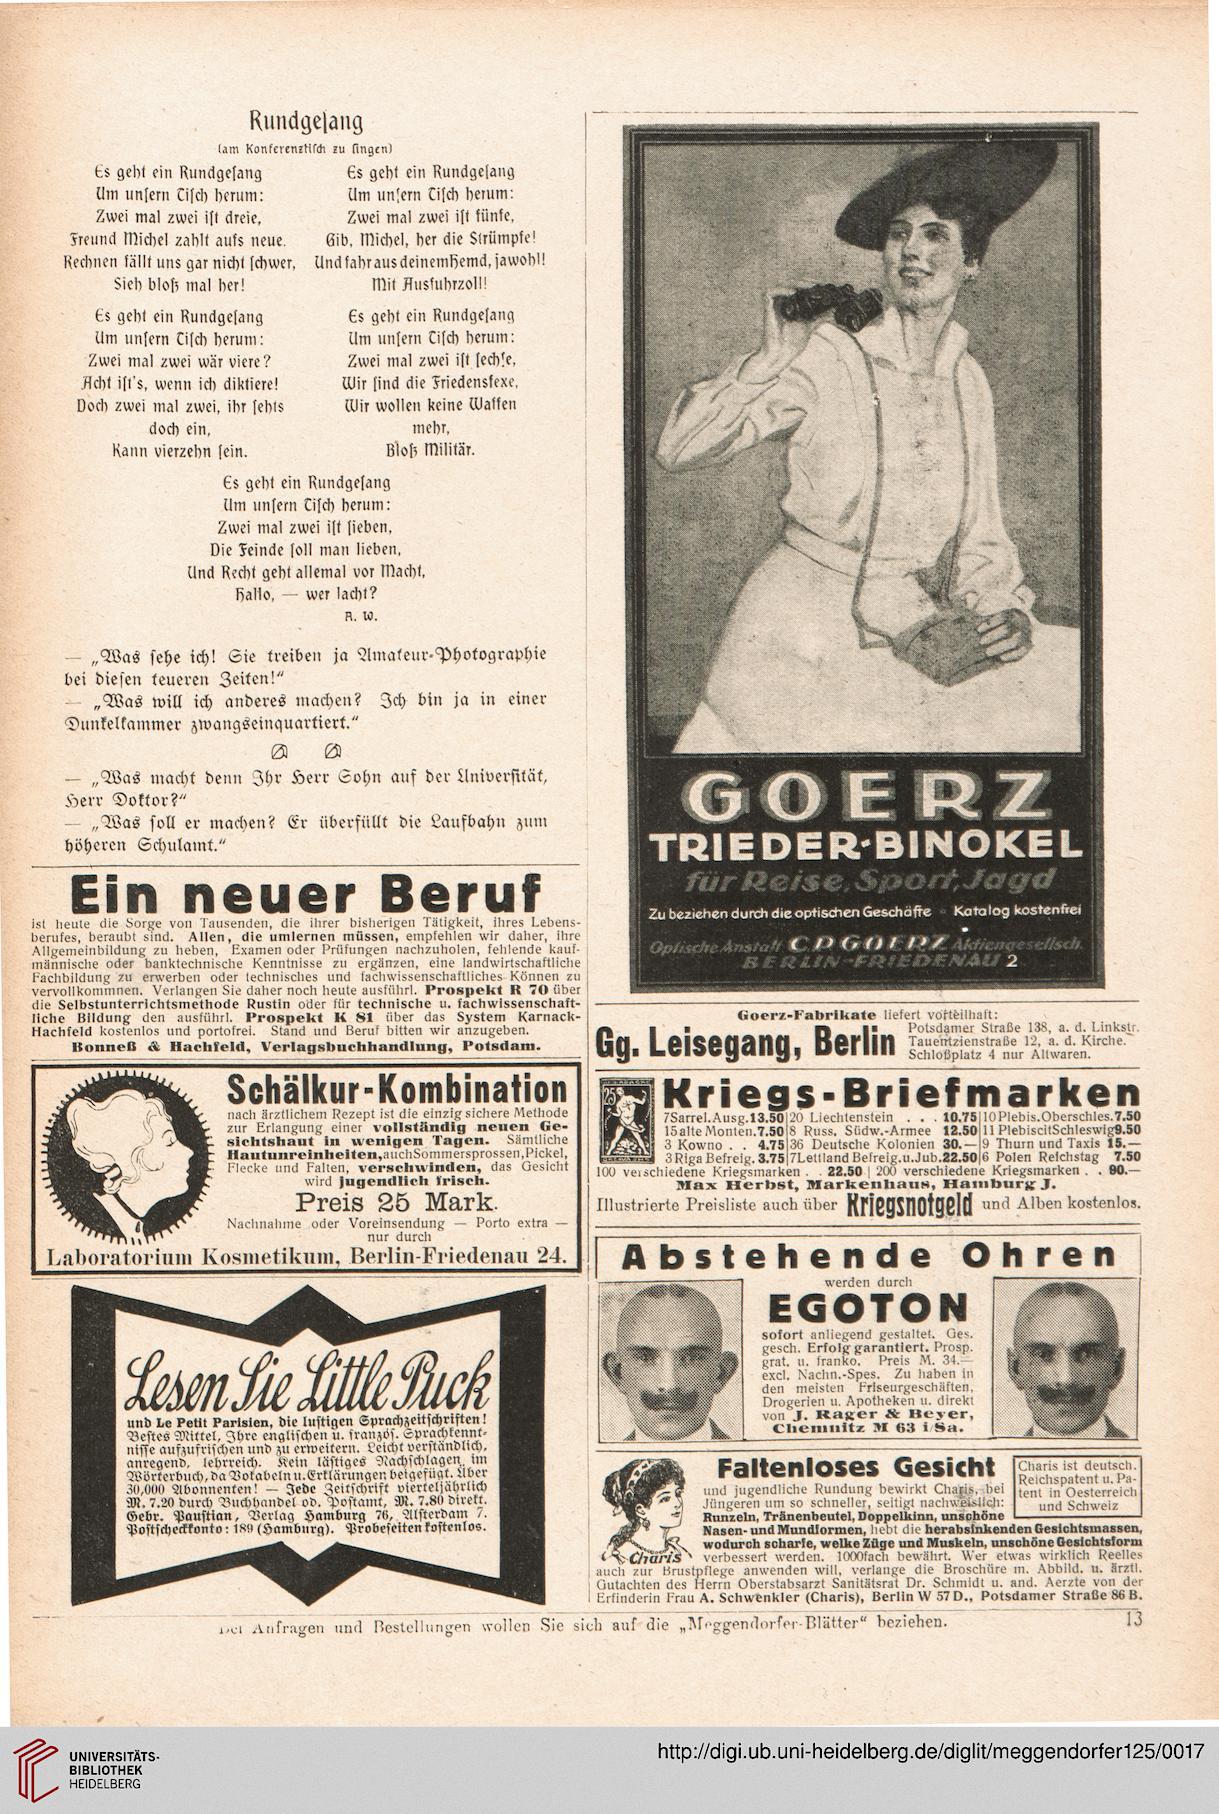 Rundgesang
(am Konferenztisch zu singen)
Es geht ein Rundgesang
Um unsern Tisch herum:
Zwei mal zwei ist dreie,
Freund Michel zahlt aufs neue.
Rechnen fällt uns gar nicht schwer,
Sieh bloß mal her!
Es geht ein Rundgesang
Um unsern Tisch herum:
Zwei mal zwei ist fünfe,
Gib, Michel, her die Strümpfe!
Und fahr aus deinem Hemd, jawohl!
Mit Ausfuhrzoll!
Es geht ein Rundgesang
Um unsern Tisch herum:
Zwei mal zwei wär viere?
Acht ist's, wenn ich diktiere!
Doch zwei mal zwei, ihr sehts
doch ein,
Kann vierzehn sein.
Es geht ein Rundgesang
Um unsern Tisch herum:
Zwei mal zwei ist sechse,
Wir sind die Friedensfexe,
Wir wollen keine Waffen
mehr,
Bloß Militär.
Es geht ein Rundgesang
Um unsern Tisch herum:
Zwei mal zwei ist sieben,
Die Feinde soll man lieben,
Und Recht geht allemal vor Macht,
Hallo, — wer lacht?
A. W.
— „Was sehe ich! Sie treiben ja Amateur-Photographie
bei diesen teueren Zeiten!“
— „Was will ich anderes machen? Ich bin ja in einer
Dunkelkammer zwangseinquartiert.“
— „Was macht denn Ihr Herr Sohn auf der Universität,
Herr Doktor?“
— „Was soll er machen? Er überfüllt die Laufbahn zum
höheren Schulamt.“
Ein neuer Beruf
ist heute die Sorge von Tausenden, die ihrer bisherigen Tätigkeit, ihres Lebens-
berufes, beraubt sind. Allen, die umlernen müssen, empfehlen wir daher, ihre
Allgemeinbildung zu heben, Examen oder Prüfungen nachzuholen, fehlende kauf-
männische oder banktechnische Kenntnisse zu ergänzen, eine landwirtschaftliche
Fachbildung zu erwerben oder technisches und fachwissenschaftliches Können zu
vervollkommnen. Verlangen Sie daher noch heute ausführl. Prospekt R 70 über
die Selbstunterrichtsmethode Rustin oder für technische u. fachwissenschaft-
liche Bildung den ausführl. Prospekt K 81 über das System Karnack-
Hachfeld kostenlos und portofrei. Stand und Beruf bitten wir anzugeben.
Bonneß & Hachfeld, Verlagsbuchhandlung, Potsdam.
Schälkur-Kombination
nach ärztlichem Rezept ist die einzig sichere Methode
zur Erlangung einer vollständig neuen Ge-
sichtshaut in wenigen Tagen. Sämtliche
Hautunreinheiten, auch Sommersprossen, Pickel,
Flecke und Falten, verschwinden, das Gesicht
wird jugendlich frisch.
Preis 25 Mark.
Nachnahme oder Voreinsendung — Porto extra —
nur durch
Laboratorium Kosmetikum, Berlin-Friedenau 24.
Lesen Sie Little Puck
und Le Petit Parisien, die lustigen Sprachzeitschriften!
Bestes Mittel, Ihre englischen u. französ. Sprachkennt-
nisse aufzufrischen und zu erweitern. Leicht verständlich,
anregend, lehrreich. Kein lästiges Nachschlagen im
Wörterbuch, da Vokabeln u. Erklärungen beigefügt. Über
30,000 Abonnenten! — Jede Zeitschrift vierteljährlich
M. 7.20 durch Buchhandel od. Postamt, M. 7.80 direkt.
Gebr. Paustian, Verlag Hamburg 76, Alsterdamm 7.
Postscheckkonto: 189 (Hamburg). Probeseiten kostenlos.
GOERZ
TRIEDER-BINOKEL
für Reise, Sport, Jagd
Zu beziehen durch die optischen Geschäfte Katalog kostenfrei
Optische Anstalt C.P. GOERZ Aktiengesellsch.
BERLIN-FRIEDENAU 2
Goerz-Fabrikate liefert vorteilhaft:
Gg. Leisegang, Berlin
Potsdamer Straße 138, a. d. Linkstr.
Tauentzienstraße 12, a. d. Kirche.
Schloßplatz 4 nur Altwaren.
25
Kriegs-Briefmarken
7 Sarrel. Ausg. 13.50 | 20 Liechtenstein . . . 10.75 | 10 Plebis. Oberschles. 7.50
15 alte Monten. 7.50 | 8 Russ. Südw.-Armee 12.50 | 11 Plebiscit Schleswig 9.50
3 Kowno . . 4.75 | 36 Deutsche Kolonien 30.— | 9 Thurn und Taxis 15.—
3 Riga Befreig. 3.75 | 7 Lettland Befreig. u. Jub. 22.50 | 6 Polen Reichstag 7.50
100 verschiedene Kriegsmarken . 22.50 | 200 verschiedene Kriegsmarken . . 90.—
Max Herbst, Markenhaus, Hamburg J.
Illustrierte Preisliste auch über Kriegsnotgeld und Alben kostenlos.
Abstehende Ohren
werden durch
EGOTON
sofort anliegend gestaltet. Ges.
gesch. Erfolg garantiert. Prosp.
grat. u. franko. Preis M. 34.—
excl. Nachn.-Spes. Zu haben in
den meisten Friseurgeschäften,
Drogerien u. Apotheken u. direkt
von J. Rager & Beyer,
Chemnitz M 63 i/Sa.
Faltenloses Gesicht
Charis ist deutsch.
Reichspatent u. Pa-
tent in Oesterreich
und Schweiz
und jugendliche Rundung bewirkt Charis, bei
Jüngeren um so schneller, seitigt nachweislich:
Runzeln, Tränenbeutel, Doppelkinn, unschöne
Nasen- und Mundformen, hebt die herabsinkenden Gesichtsmassen,
wodurch scharfe, welke Züge und Muskeln, unschöne Gesichtsform
Charis
verbessert werden. 1000fach bewährt. Wer etwas wirklich Reelles
auch zur Brustpflege anwenden will, verlange die Broschüre m. Abbild. u. ärztl.
Gutachten des Herrn Oberstabsarzt Sanitätsrat Dr. Schmidt u. and. Aerzte von der
Erfinderin Frau A. Schwenkler (Charis), Berlin W 57 D., Potsdamer Straße 86 B.
Bei Anfragen und Bestellungen wollen Sie sich auf die „Meggendorfer-Blätter“ beziehen.
13
UNIVERSITÄTS-
BIBLIOTHEK
HEIDELBERG
http://digi.ub.uni-heidelberg.de/diglit/meggendorfer125/0017